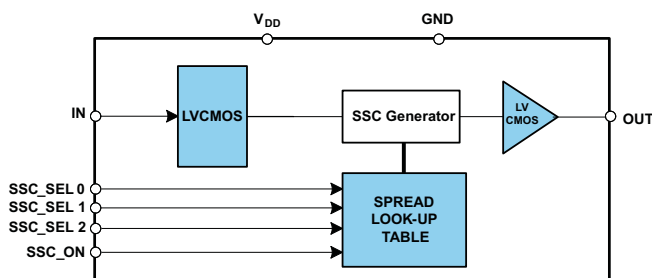 VDD
GND
IN
LVCMOS
SSC Generator
LV
CMOS
OUT
SSC_SEL 0
SSC_SEL 1
SSC_SEL 2
SSC_ON
SPREAD
LOOK-UP
TABLE